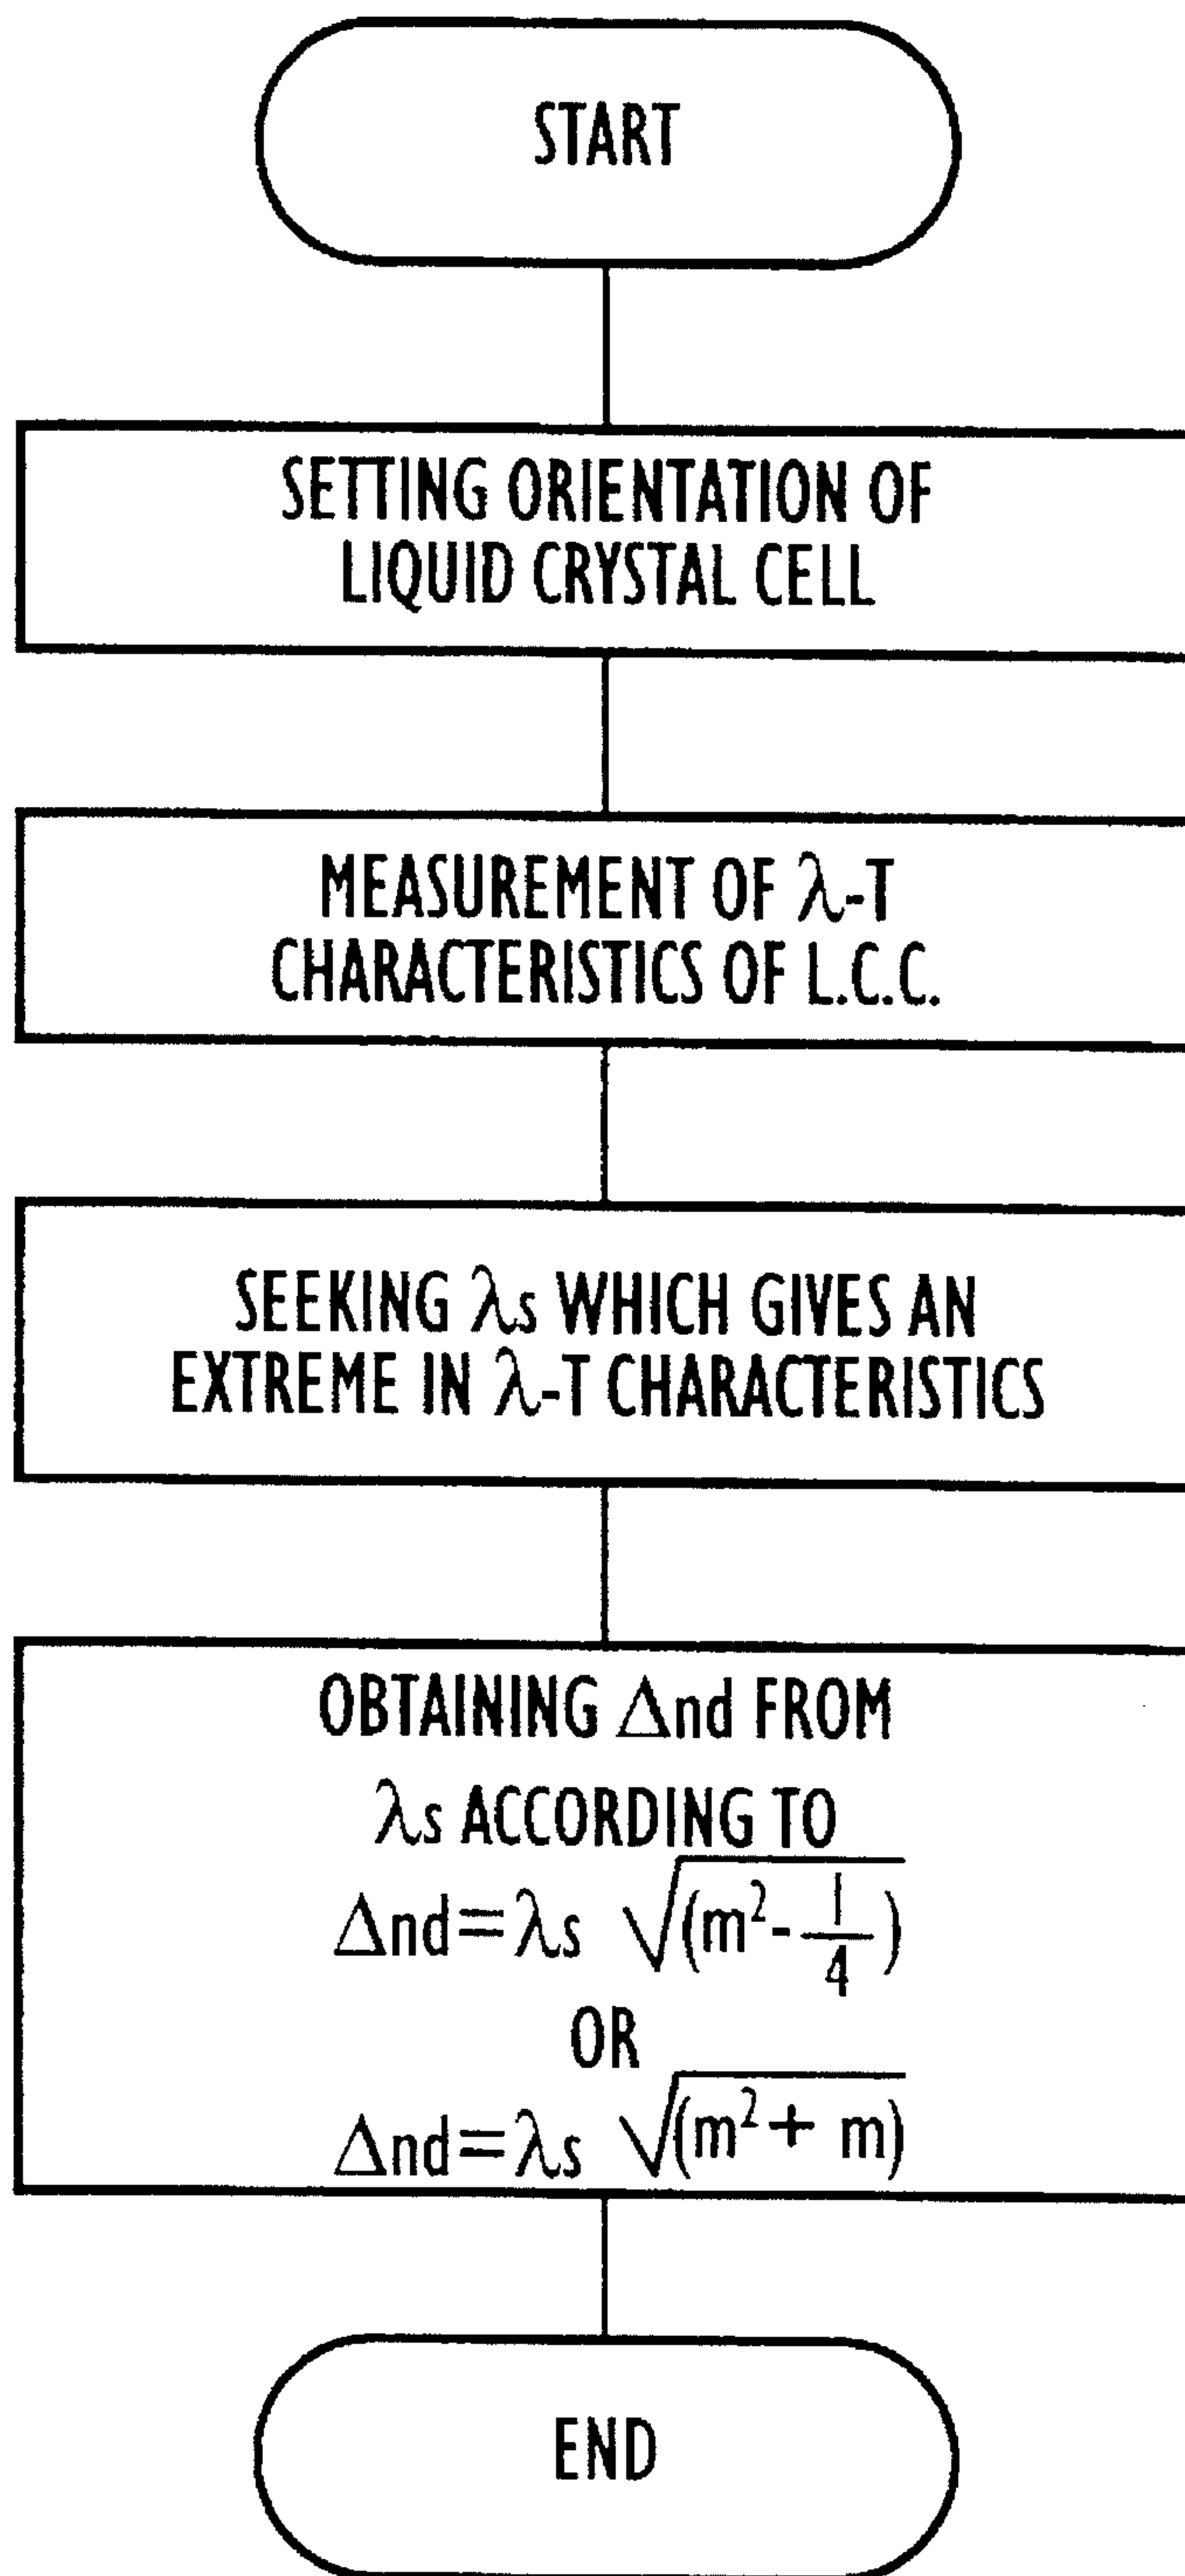 START
SETTING ORIENTATION OF
LIQUID CRYSTAL CELL
MEASUREMENT OF λ-T
CHARACTERISTICS OF L.C.C.
SEEKING λs WHICH GIVES AN
EXTREME IN λ-T CHARACTERISTICS
OBTAINING Δnd FROM
λs ACCORDING TO
Δnd=λs √(m²-1/4)
OR
Δnd=λs √(m²+ m)
END